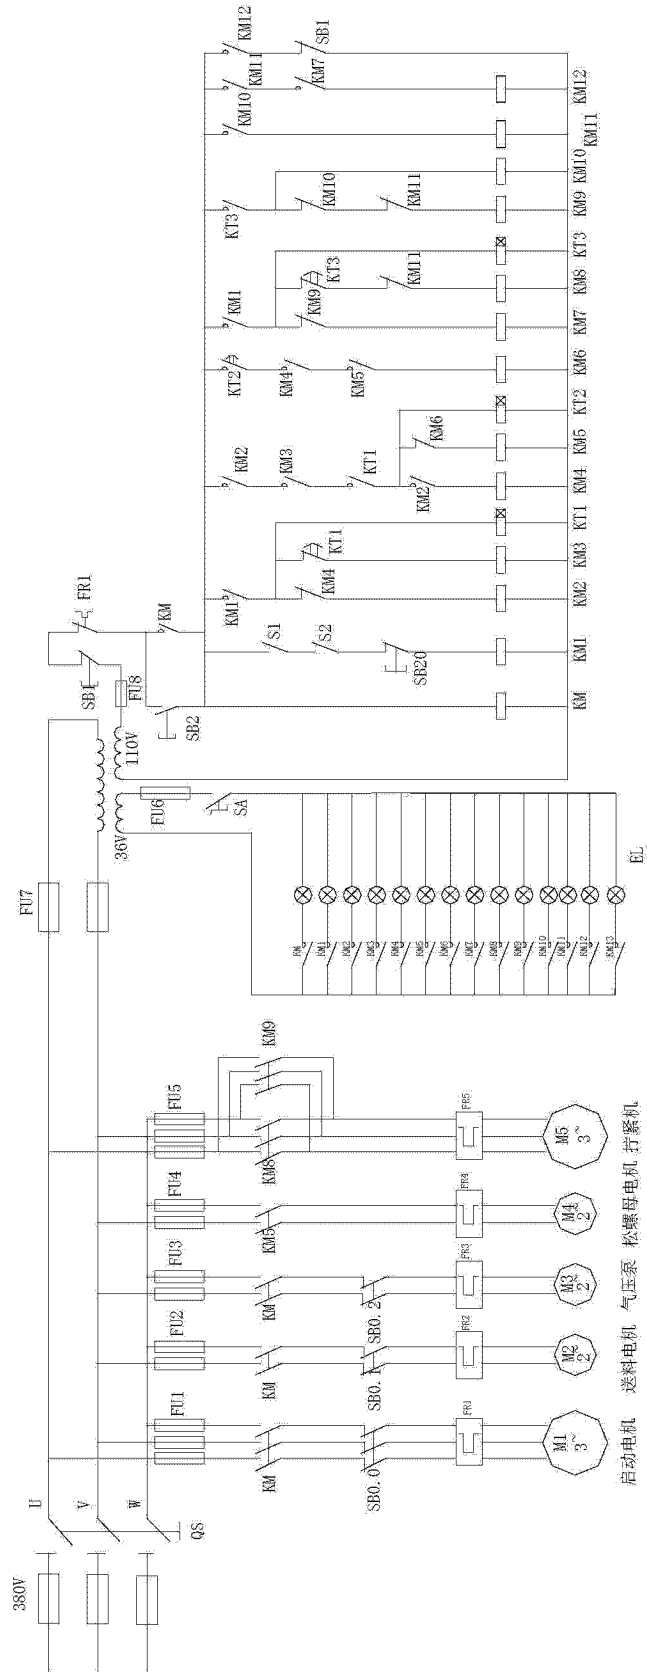 380V
U
V
W
QS
FU1
FU2
FU3
FU4
FU5
KM
KM
KM
KM5
KM8
KM9
SB0.0
SB0.1
SB0.2
FR1
FR2
FR3
FR4
FR5
M1
3~
M2
2~
M3
2~
M4
2~
M5
3~
启动电机
送料电机
气压泵
松螺母电机
拧紧机
FU7
36V
110V
FU6
SA
KM
KM1
KM2
KM3
KM4
KM5
KM6
KM7
KM8
KM9
KM10
KM11
KM12
KM13
EL
SB1
FU8
FR1
SB2
KM
S1
S2
SB20
KM1
KM4
KT1
KM2
KM3
KT1
KM2
KM6
KT2
KM4
KM5
KM1
KM9
KT3
KM11
KT3
KM10
KM11
KM10
KM11
KM7
KM12
SB1
KM
KM1
KM2
KM3
KT1
KM4
KM5
KT2
KM6
KM7
KM8
KT3
KM9
KM10
KM11
KM12